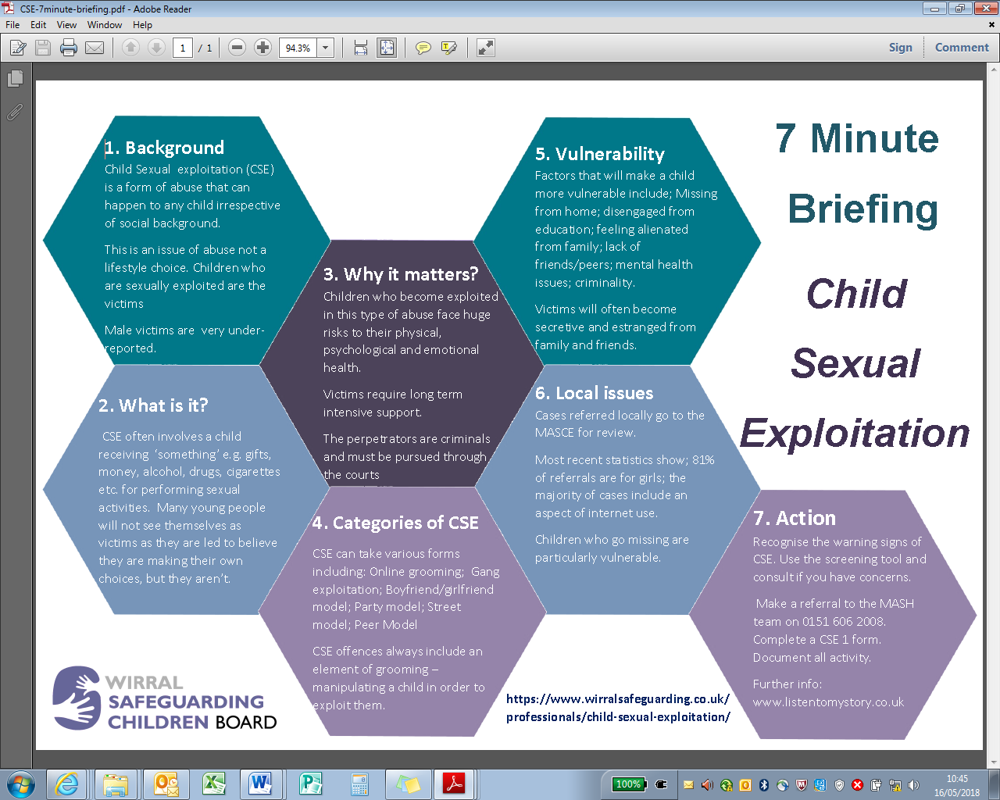 CSE-7minute-briefing.pdf - Adobe Reader
File Edit View Window Help
1 / 1
94.3%
Sign
Comment
1. Background
Child Sexual  exploitation (CSE)
is a form of abuse that can
happen to any child irrespective
of social background.
This is an issue of abuse not a
lifestyle choice. Children who
are sexually exploited are the
victims
Male victims are  very under-
reported.
2. What is it?
CSE often involves a child
receiving  ‘something’ e.g. gifts,
money, alcohol, drugs, cigarettes
etc. for performing sexual
activities.  Many young people
will not see themselves as
victims as they are led to believe
they are making their own
choices, but they aren’t.
3. Why it matters?
Children who become exploited
in this type of abuse face huge
risks to their physical,
psychological and emotional
health.
Victims require long term
intensive support.
The perpetrators are criminals
and must be pursued through
the courts
4. Categories of CSE
CSE can take various forms
including: Online grooming;  Gang
exploitation; Boyfriend/girlfriend
model; Party model; Street
model; Peer Model
CSE offences always include an
element of grooming –
manipulating a child in order to
exploit them.
5. Vulnerability
Factors that will make a child
more vulnerable include; Missing
from home; disengaged from
education; feeling alienated
from family; lack of
friends/peers; mental health
issues; criminality.
Victims will often become
secretive and estranged from
family and friends.
6. Local issues
Cases referred locally go to the
MASCE for review.
Most recent statistics show; 81%
of referrals are for girls; the
majority of cases include an
aspect of internet use.
Children who go missing are
particularly vulnerable.
7 Minute
Briefing
Child
Sexual
Exploitation
7. Action
Recognise the warning signs of
CSE. Use the screening tool and
consult if you have concerns.
Make a referral to the MASH
team on 0151 606 2008.
Complete a CSE 1 form.
Document all activity.
Further info:
www.listentomystory.co.uk
WIRRAL
SAFEGUARDING
CHILDREN BOARD
https://www.wirralsafeguarding.co.uk/
professionals/child-sexual-exploitation/
100%
10:45
16/05/2018